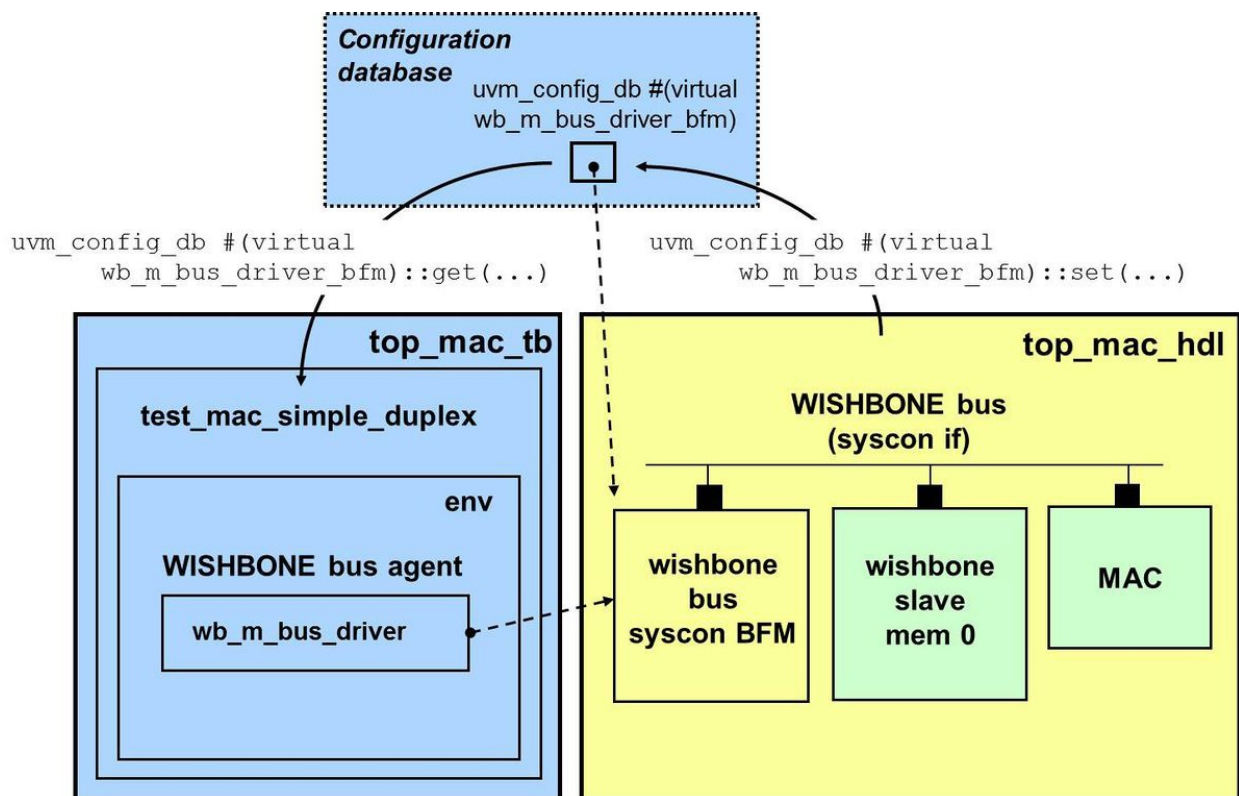 Configuration
database
uvm_config_db #(virtual
wb_m_bus_driver_bfm)
uvm_config_db #(virtual
wb_m_bus_driver_bfm)::get(...)
uvm_config_db #(virtual
wb_m_bus_driver_bfm)::set(...)
top_mac_tb
test_mac_simple_duplex
env
WISHBONE bus agent
wb_m_bus_driver
top_mac_hdl
WISHBONE bus
(syscon if)
wishbone
bus
syscon BFM
wishbone
slave
mem 0
MAC